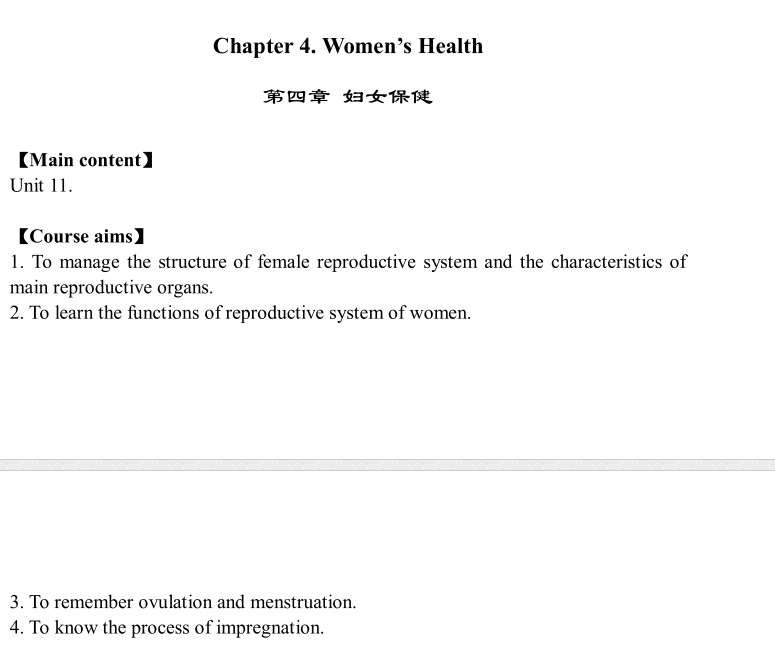 Chapter 4. Women’s Health
第四章 妇女保健
【Main content】
Unit 11.
【Course aims】
1. To manage the structure of female reproductive system and the characteristics of
main reproductive organs.
2. To learn the functions of reproductive system of women.
3. To remember ovulation and menstruation.
4. To know the process of impregnation.